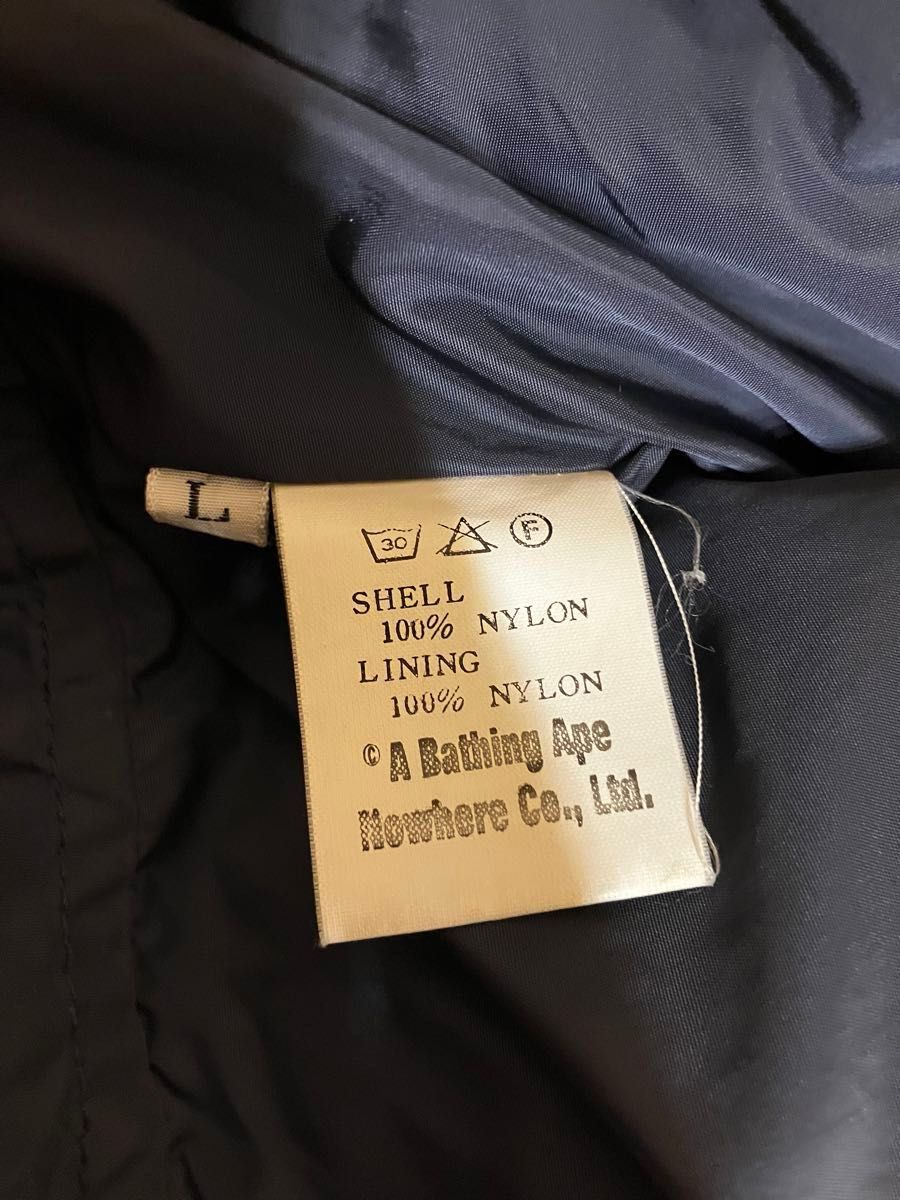 L
30
F
SHELL
100% NYLON
LINING
100% NYLON
© A Bathing Ape
Nowhere Co., Ltd.